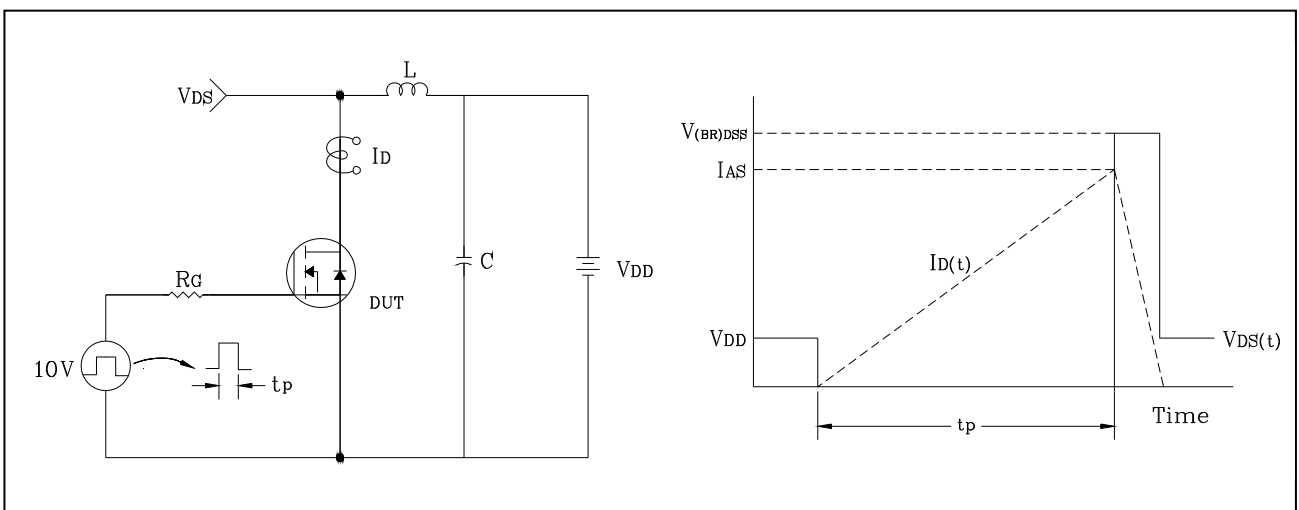 L
VDS
ID
RG
DUT
C
VDD
10V
tp
V(BR)DSS
IAS
ID(t)
VDD
VDS(t)
tp
Time